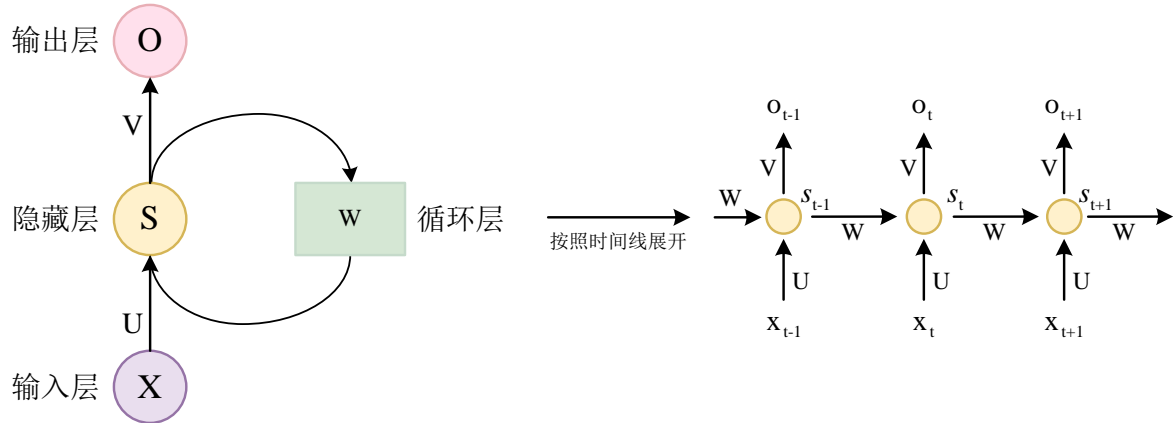 输出层 O
V
隐藏层 S W 循环层
U
输入层 X
按照时间线展开
o_{t-1} o_t o_{t+1}
V V V
W s_{t-1} s_t s_{t+1}
W W W
U U U
x_{t-1} x_t x_{t+1}